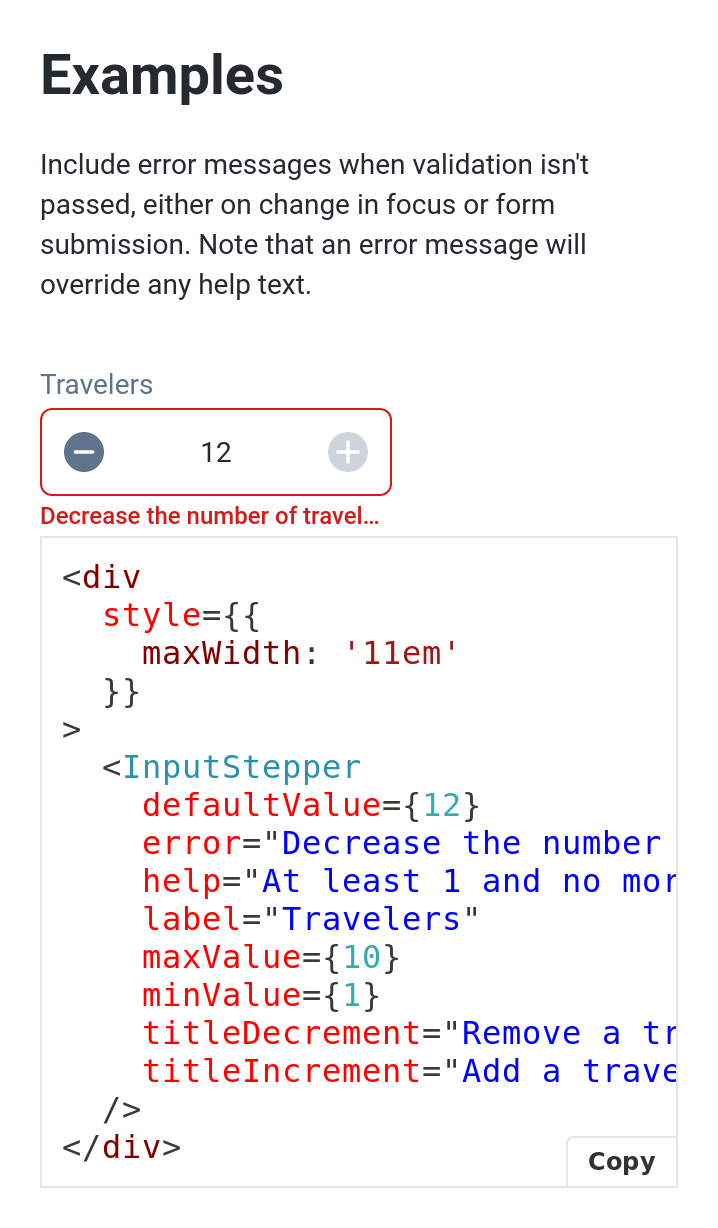 Examples
Include error messages when validation isn't
passed, either on change in focus or form
submission. Note that an error message will
override any help text.
Travelers
12
Decrease the number of travel…
<div
  style={{
    maxWidth: '11em'
  }}
>
  <InputStepper
    defaultValue={12}
    error="Decrease the number
    help="At least 1 and no mor
    label="Travelers"
    maxValue={10}
    minValue={1}
    titleDecrement="Remove a tr
    titleIncrement="Add a trave
  />
</div>
Copy